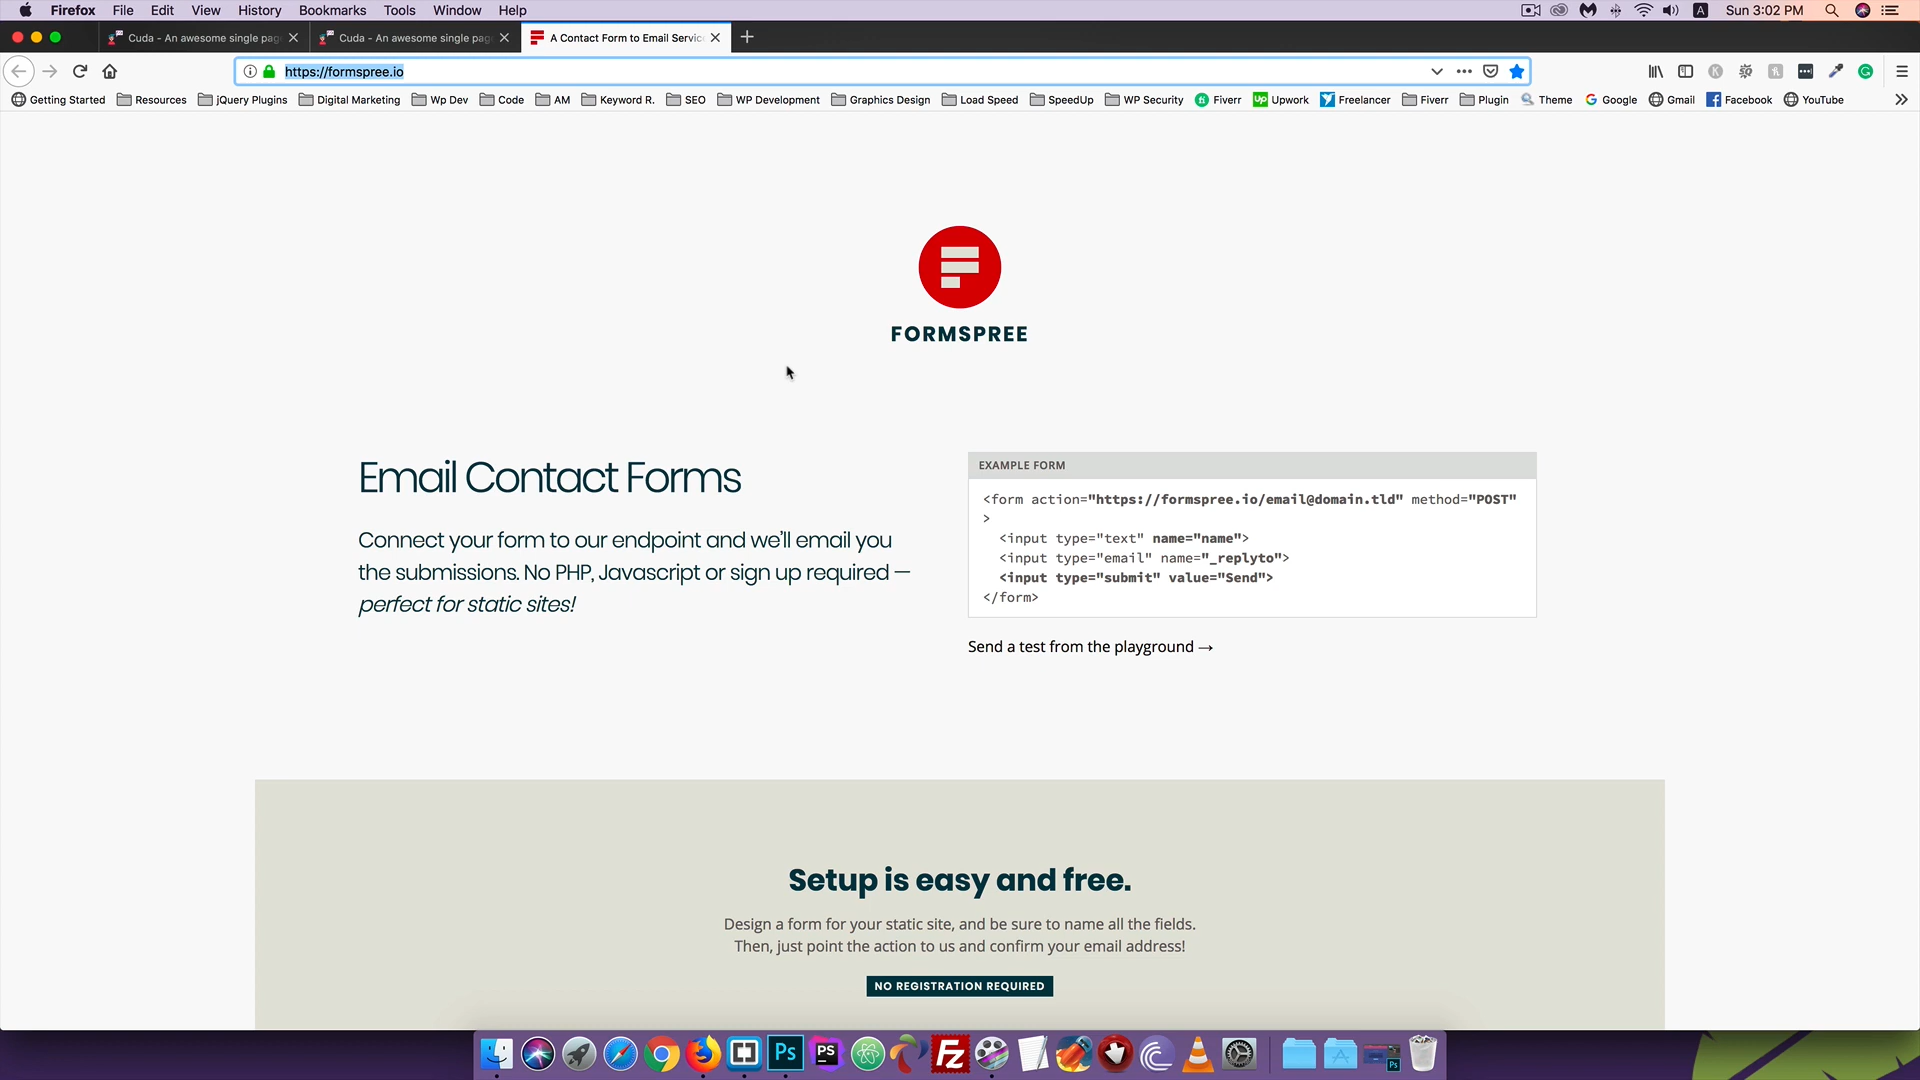 Firefox File Edit View History Bookmarks Tools Window Help
A Sun 3:02 PM
Cuda - An awesome single pag
Cuda - An awesome single pag
A Contact Form to Email Servic
https://formspree.io
Getting Started Resources jQuery Plugins Digital Marketing Wp Dev Code AM Keyword R. SEO WP Development Graphics Design Load Speed SpeedUp WP Security Fiverr Upwork Freelancer Fiverr Plugin Theme Google Gmail Facebook YouTube
FORMSPREE
Email Contact Forms
Connect your form to our endpoint and we'll email you
the submissions. No PHP, Javascript or sign up required —
perfect for static sites!
EXAMPLE FORM
<form action="https://formspree.io/email@domain.tld" method="POST"
>
<input type="text" name="name">
<input type="email" name="_replyto">
<input type="submit" value="Send">
</form>
Send a test from the playground →
Setup is easy and free.
Design a form for your static site, and be sure to name all the fields.
Then, just point the action to us and confirm your email address!
NO REGISTRATION REQUIRED
Ps PS Fz Ps